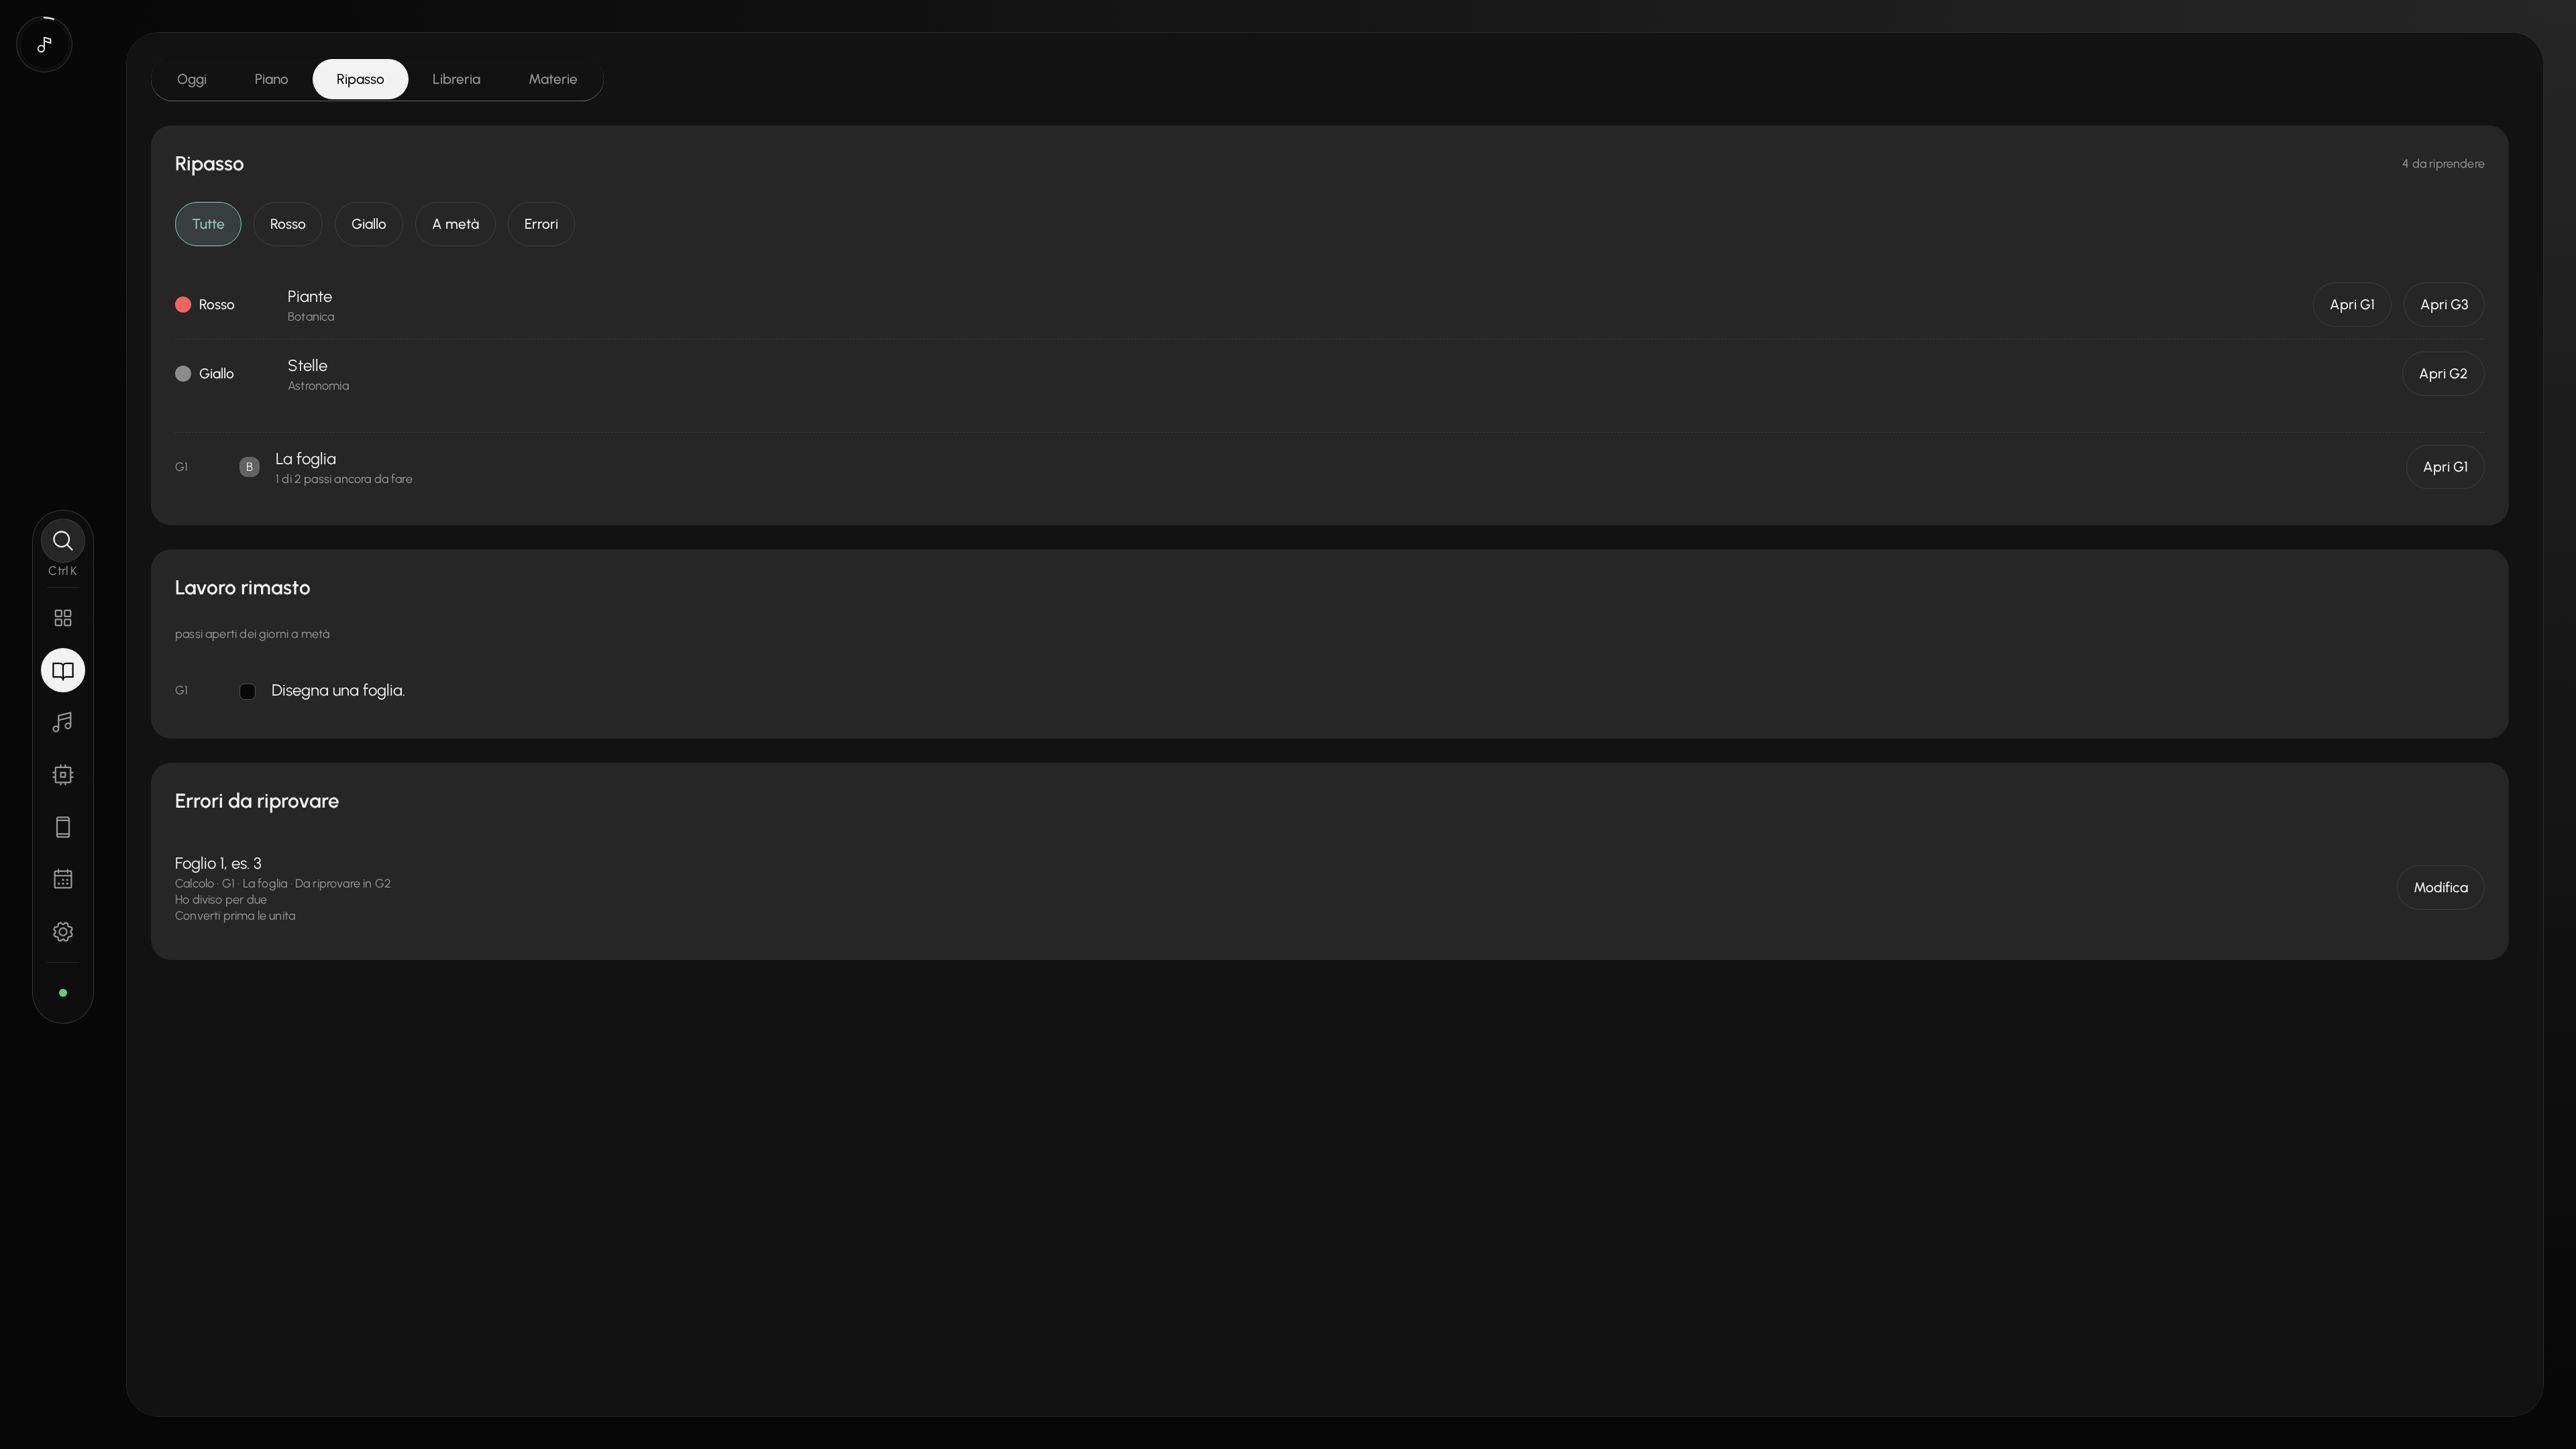 Oggi
Piano
Ripasso
Libreria
Materie
Ripasso
4 da riprendere
Tutte
Rosso
Giallo
A metà
Errori
Rosso
Piante
Botanica
Apri G1
Apri G3
Giallo
Stelle
Astronomia
Apri G2
G1
B
La foglia
1 di 2 passi ancora da fare
Apri G1
Ctrl K
Lavoro rimasto
passi aperti dei giorni a metà
G1
Disegna una foglia.
Errori da riprovare
Foglio 1, es. 3
Calcolo · G1 · La foglia · Da riprovare in G2
Ho diviso per due
Converti prima le unita
Modifica